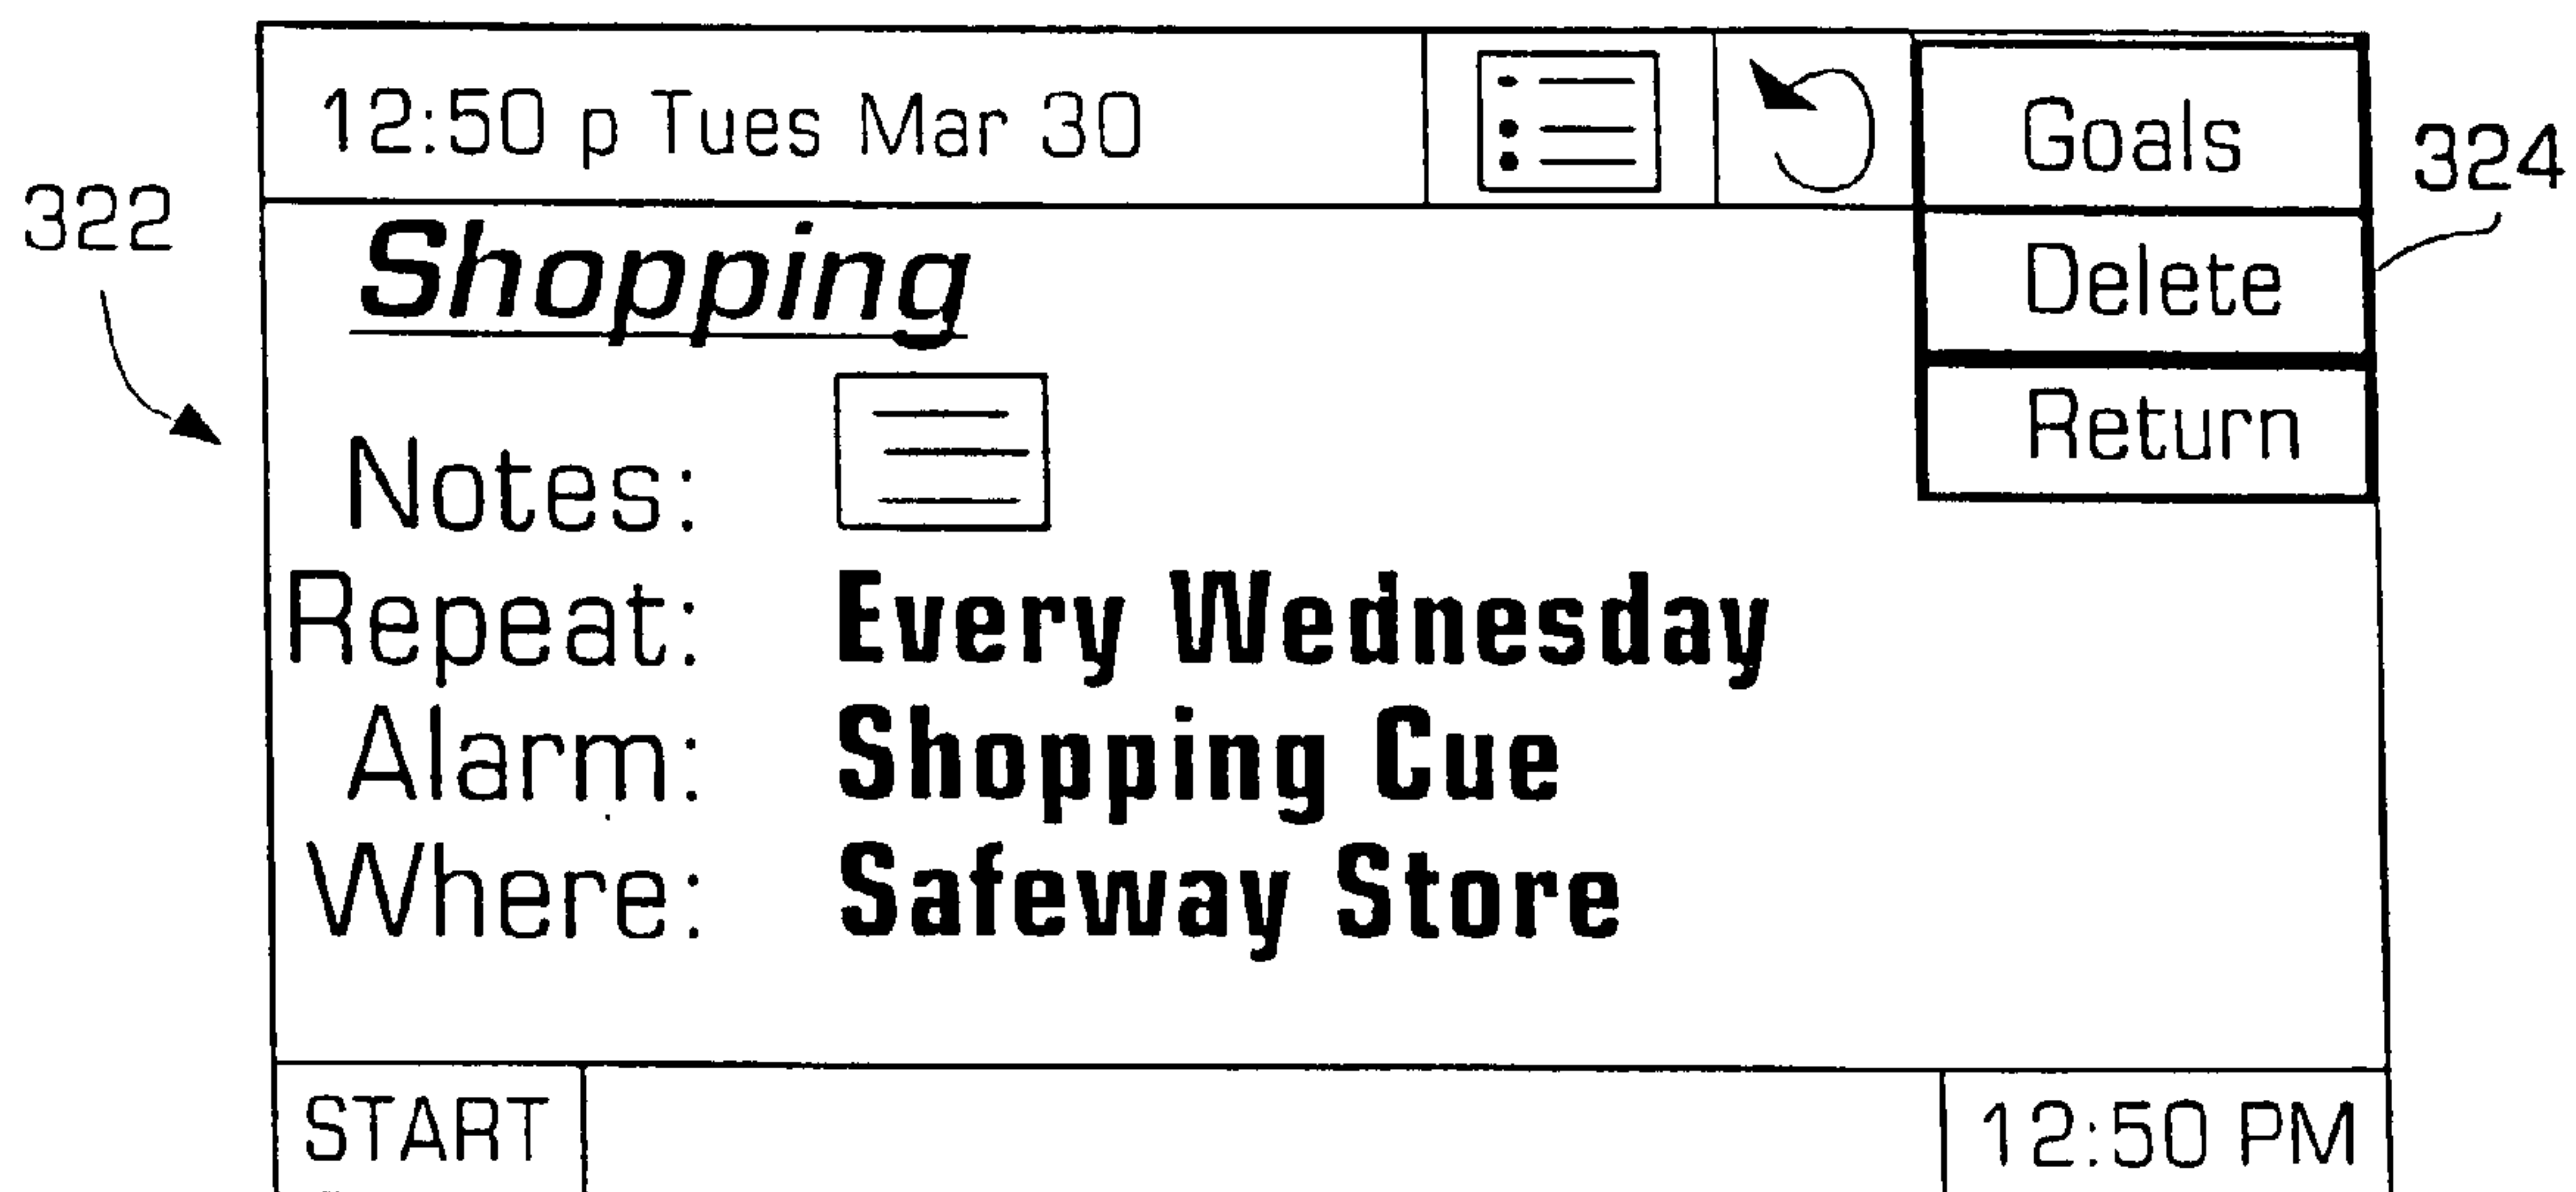 12:50 p Tues Mar 30
Goals
324
322
Shopping
Delete
Notes:
Return
Repeat: Every Wednesday
Alarm: Shopping Cue
Where: Safeway Store
START
12:50 PM